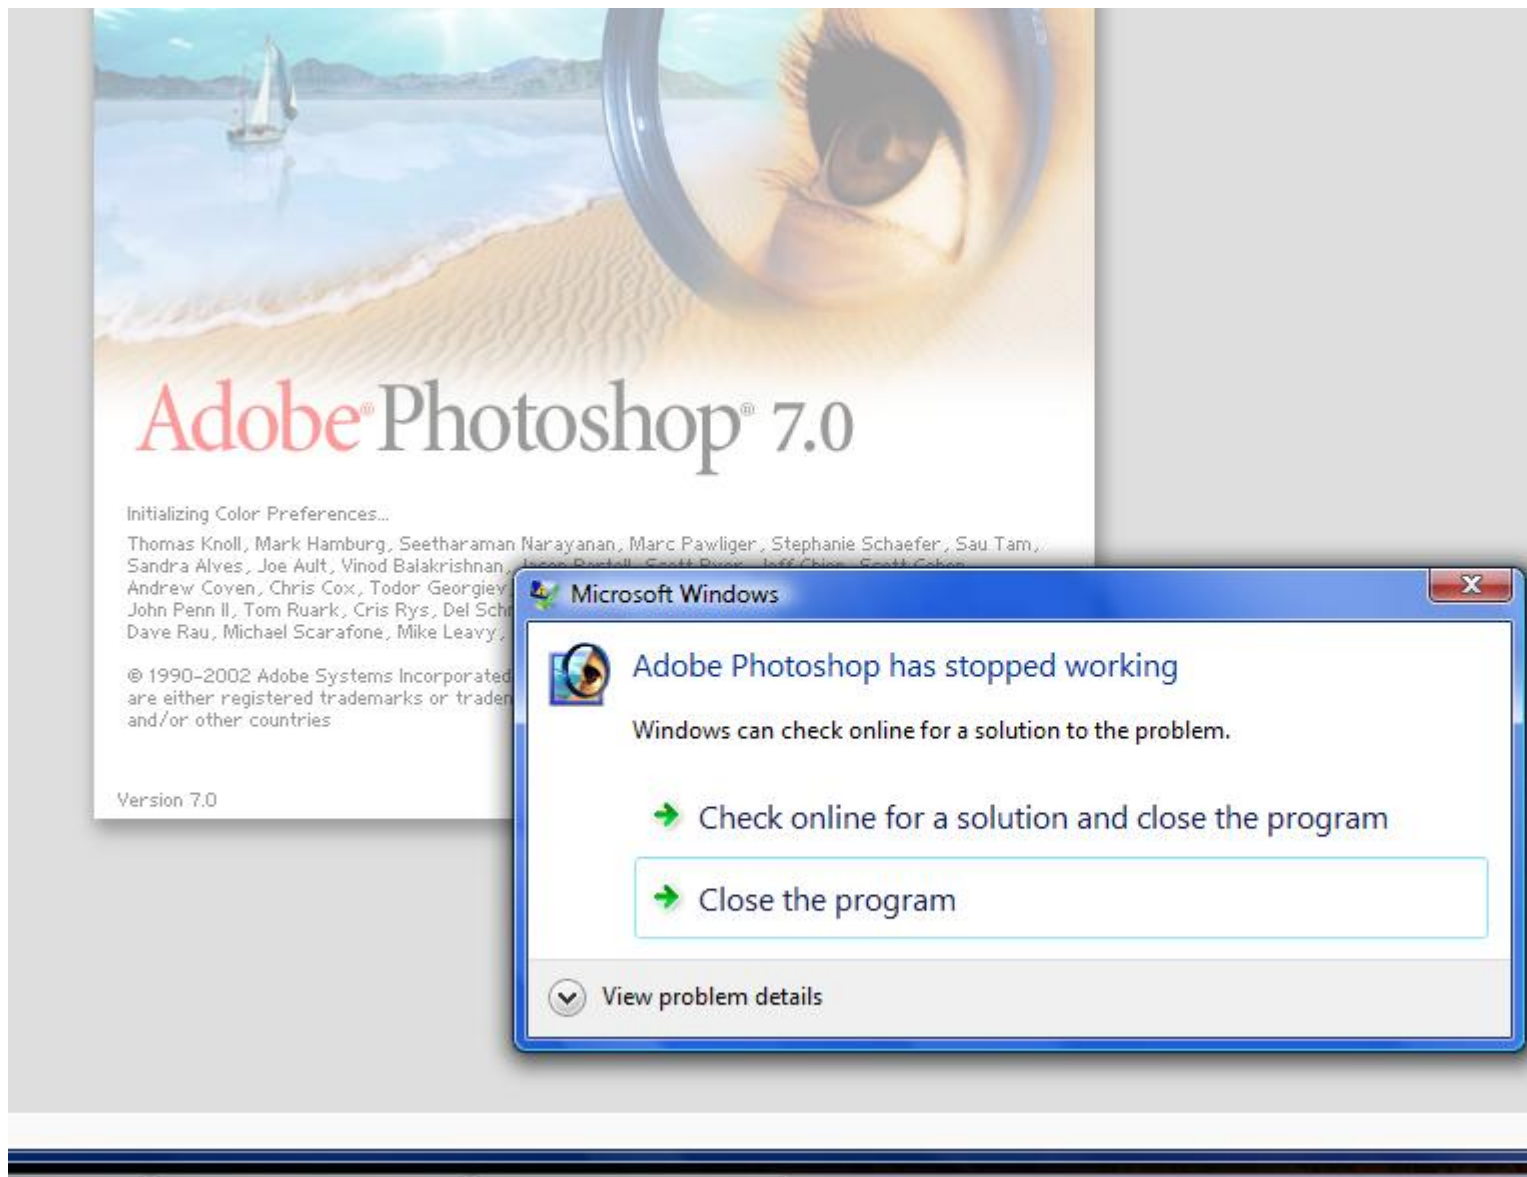 Adobe® Photoshop® 7.0
Initializing Color Preferences...
Thomas Knoll, Mark Hamburg, Seetharaman Narayanan, Marc Pawliger, Stephanie Schaefer, Sau Tam,
Sandra Alves, Joe Ault, Vinod Balakrishnan,
Andrew Coven, Chris Cox, Todor Georgiev
John Penn II, Tom Ruark, Cris Rys, Del
Dave Rau, Michael Scarafone, Mike Leavy,
© 1990-2002 Adobe Systems Incorporated
are either registered trademarks or
and/or other countries
Version 7.0
Microsoft Windows
X
Adobe Photoshop has stopped working
Windows can check online for a solution to the problem.
Check online for a solution and close the program
Close the program
View problem details